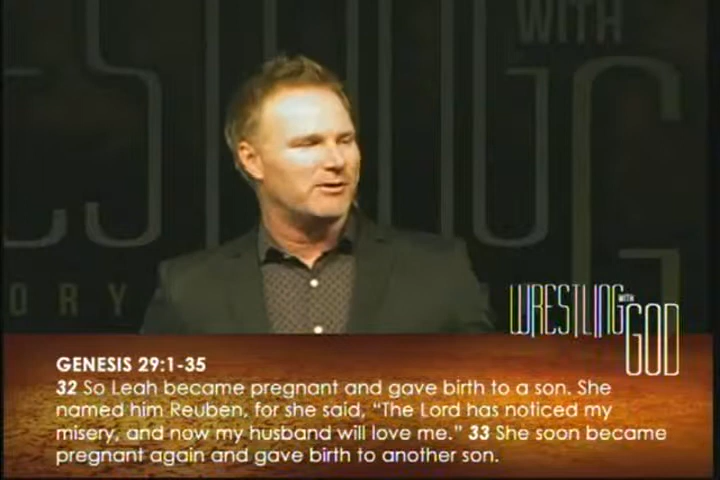 WITH
ESTLING
G
ORY
WRESTLING
WITH
GOD
GENESIS 29:1-35
32 So Leah became pregnant and gave birth to a son. She
named him Reuben, for she said, “The Lord has noticed my
misery, and now my husband will love me.” 33 She soon became
pregnant again and gave birth to another son.